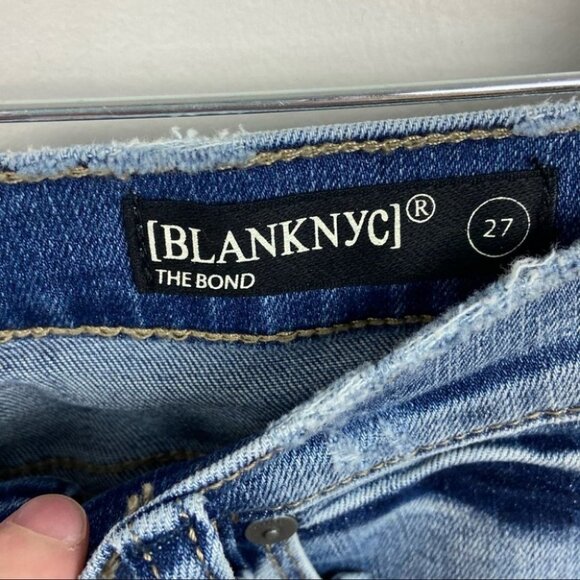 [BLANKNYC]®
THE BOND
27